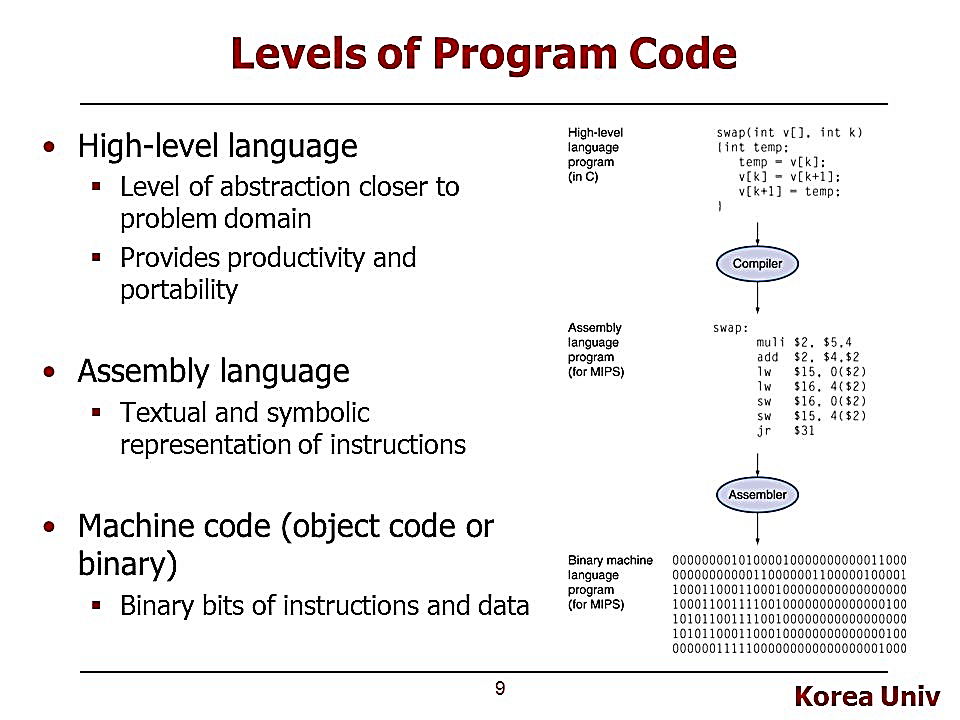 Levels of Program Code
• High-level language
▪ Level of abstraction closer to
problem domain
▪ Provides productivity and
portability
• Assembly language
▪ Textual and symbolic
representation of instructions
• Machine code (object code or
binary)
▪ Binary bits of instructions and data
High-level
language
program
(in C)
swap(int v[], int k)
{int temp;
temp = v[k];
v[k] = v[k+1];
v[k+1] = temp;
}
Compiler
Assembly
language
program
(for MIPS)
swap:
muli $2, $5,4
add $2, $4,$2
lw $15, 0($2)
lw $16, 4($2)
sw $16, 0($2)
sw $15, 4($2)
jr $31
Assembler
Binary machine
language
program
(for MIPS)
00000000101000010000000000011000
00000000000110000001100000100001
10001100011000100000000000000000
10001100111100100000000000000100
10101100111100100000000000000000
10101100011000100000000000000100
00000011111000000000000000001000
9
Korea Univ